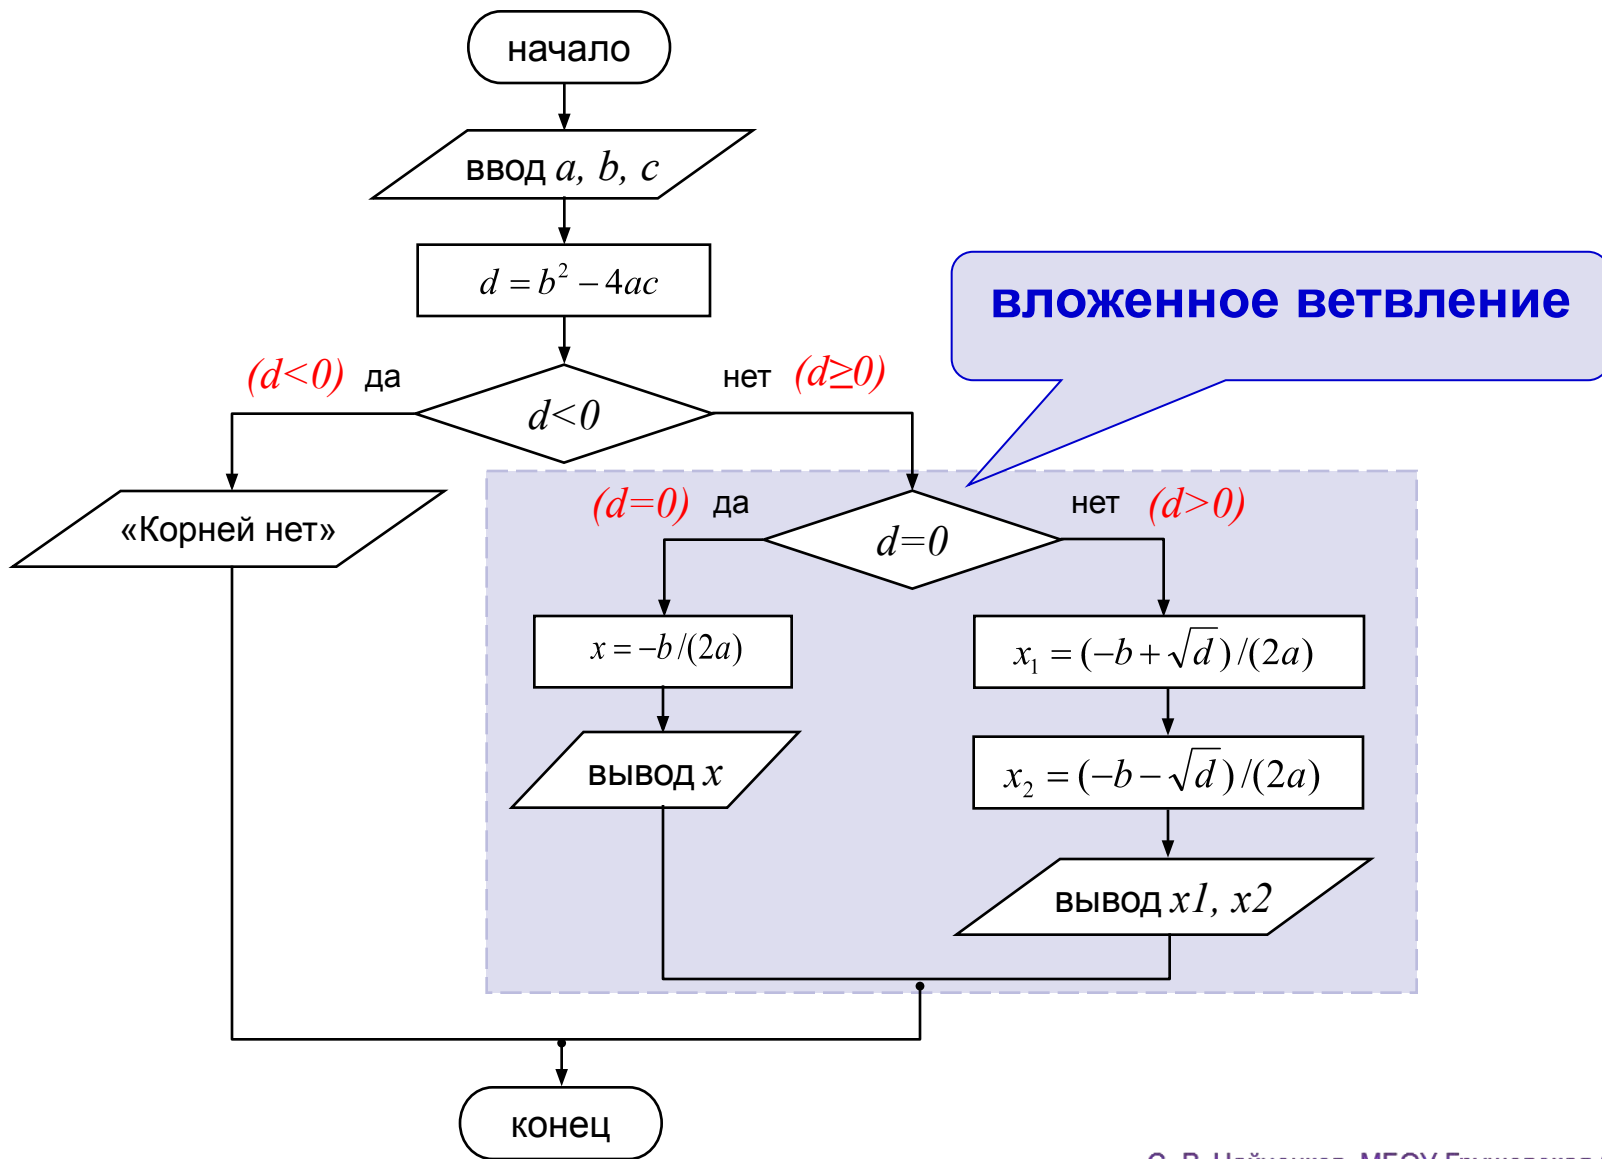 начало
ввод a, b, c
d = b² − 4ac
вложенное ветвление
(d<0) да
нет (d≥0)
d<0
«Корней нет»
(d=0) да
нет (d>0)
d=0
x = −b/(2a)
x₁ = (−b + √d)/(2a)
вывод x
x₂ = (−b − √d)/(2a)
вывод x1, x2
конец